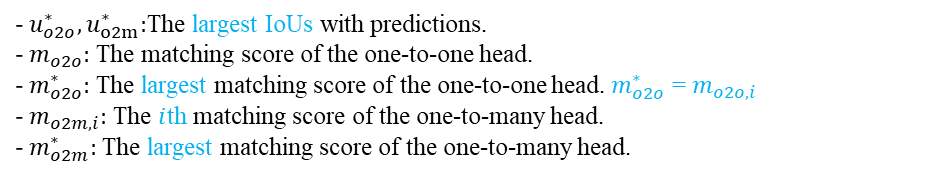 - u*o2o, u*o2m:The largest IoUs with predictions.
- mo2o: The matching score of the one-to-one head.
- m*o2o: The largest matching score of the one-to-one head. m*o2o = mo2o,i
- mo2m,i: The ith matching score of the one-to-many head.
- m*o2m: The largest matching score of the one-to-many head.